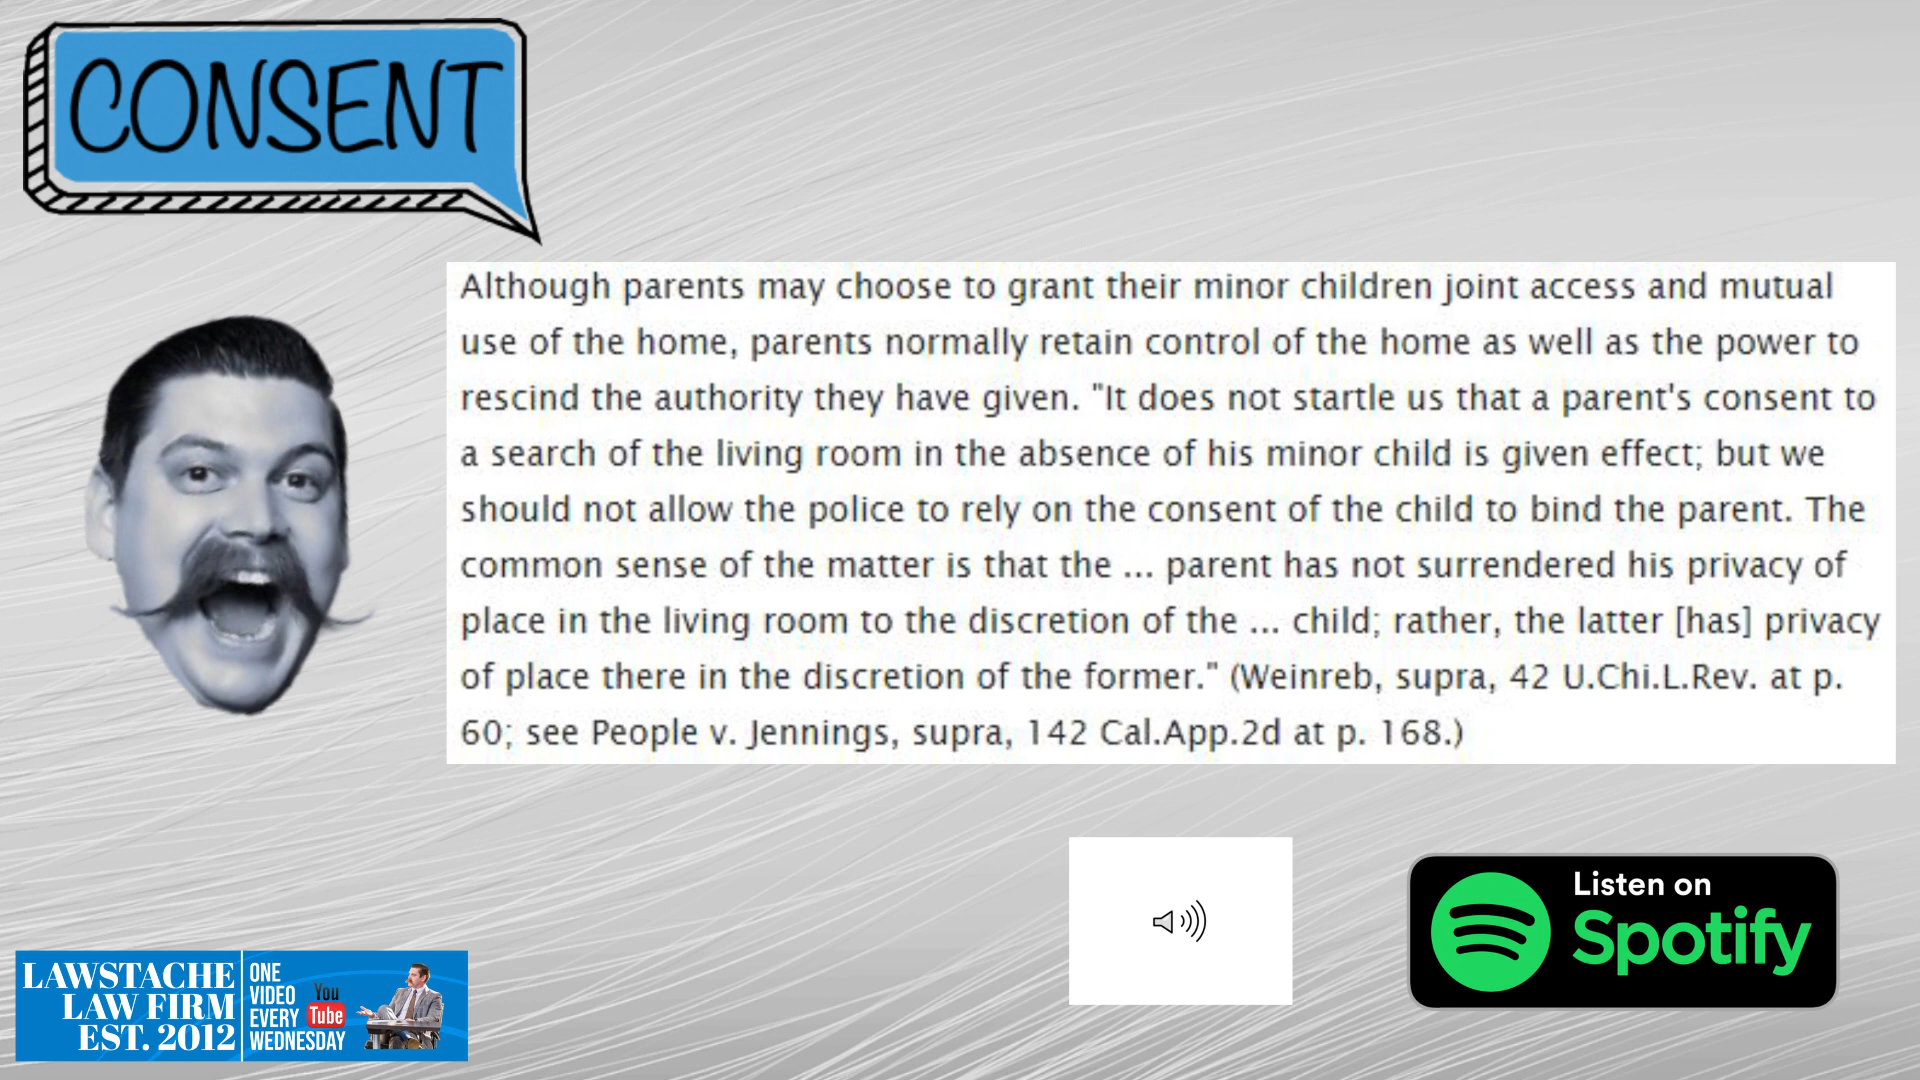 CONSENT
Although parents may choose to grant their minor children joint access and mutual
use of the home, parents normally retain control of the home as well as the power to
rescind the authority they have given. "It does not startle us that a parent's consent to
a search of the living room in the absence of his minor child is given effect; but we
should not allow the police to rely on the consent of the child to bind the parent. The
common sense of the matter is that the ... parent has not surrendered his privacy of
place in the living room to the discretion of the ... child; rather, the latter [has] privacy
of place there in the discretion of the former." (Weinreb, supra, 42 U.Chi.L.Rev. at p.
60; see People v. Jennings, supra, 142 Cal.App.2d at p. 168.)
Listen on
Spotify
LAWSTACHE
LAW FIRM
EST. 2012
ONE
VIDEO
EVERY
WEDNESDAY
You
Tube